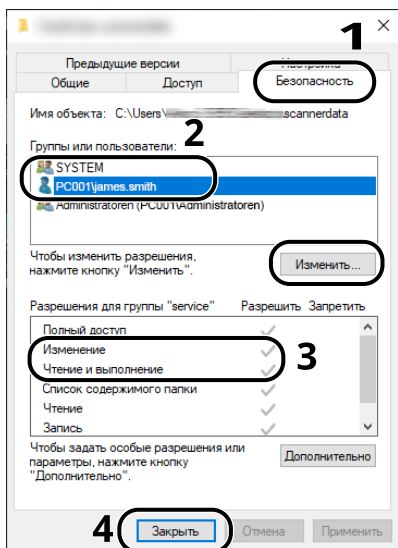 1
Предыдущие версии Настройка
Общие Доступ Безопасность
Имя объекта: C:\Users\ scannerdata
2
Группы или пользователи:
SYSTEM
PC001\james.smith
Administratoren (PC001\Administratoren)
Чтобы изменить разрешения,
нажмите кнопку "Изменить".
Изменить...
Разрешения для группы "service" Разрешить Запретить
Полный доступ
Изменение
Чтение и выполнение
3
Список содержимого папки
Чтение
Запись
Чтобы задать особые разрешения или
параметры, нажмите кнопку
"Дополнительно".
Дополнительно
4
Закрыть Отмена Применить